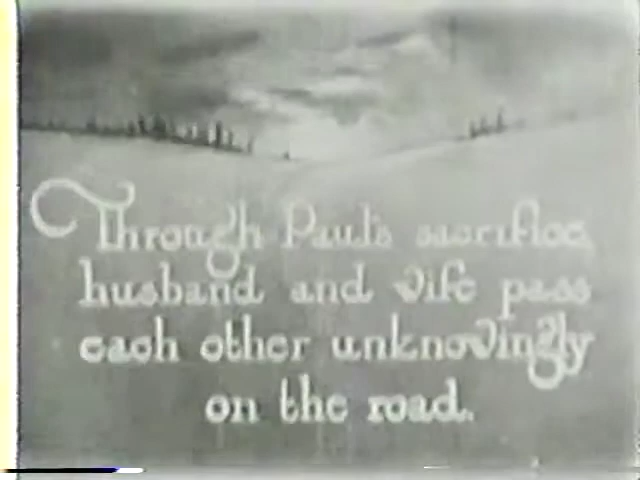 Through Paul's sacrifice,
husband and wife pass
each other unknowingly
on the road.